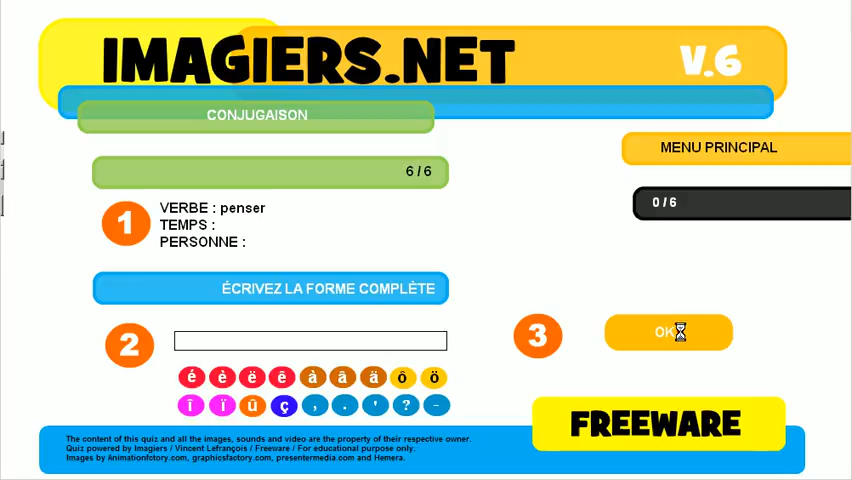 IMAGIERS.NET
V.6
CONJUGAISON
MENU PRINCIPAL
6 / 6
0 / 6
1
VERBE : penser
TEMPS :
PERSONNE :
ÉCRIVEZ LA FORME COMPLÈTE
2
3
OK
é è ë ê à â ä ô ö
î ï û ç , . ' ? -
FREEWARE
The content of this quiz and all the images, sounds and video are the property of their respective owner.
Quiz powered by Imagiers / Vincent Lefrançois / Freeware / For educational purpose only.
Images by Animationfctory.com, graphicsfactory.com, presentermedia.com and Hemera.